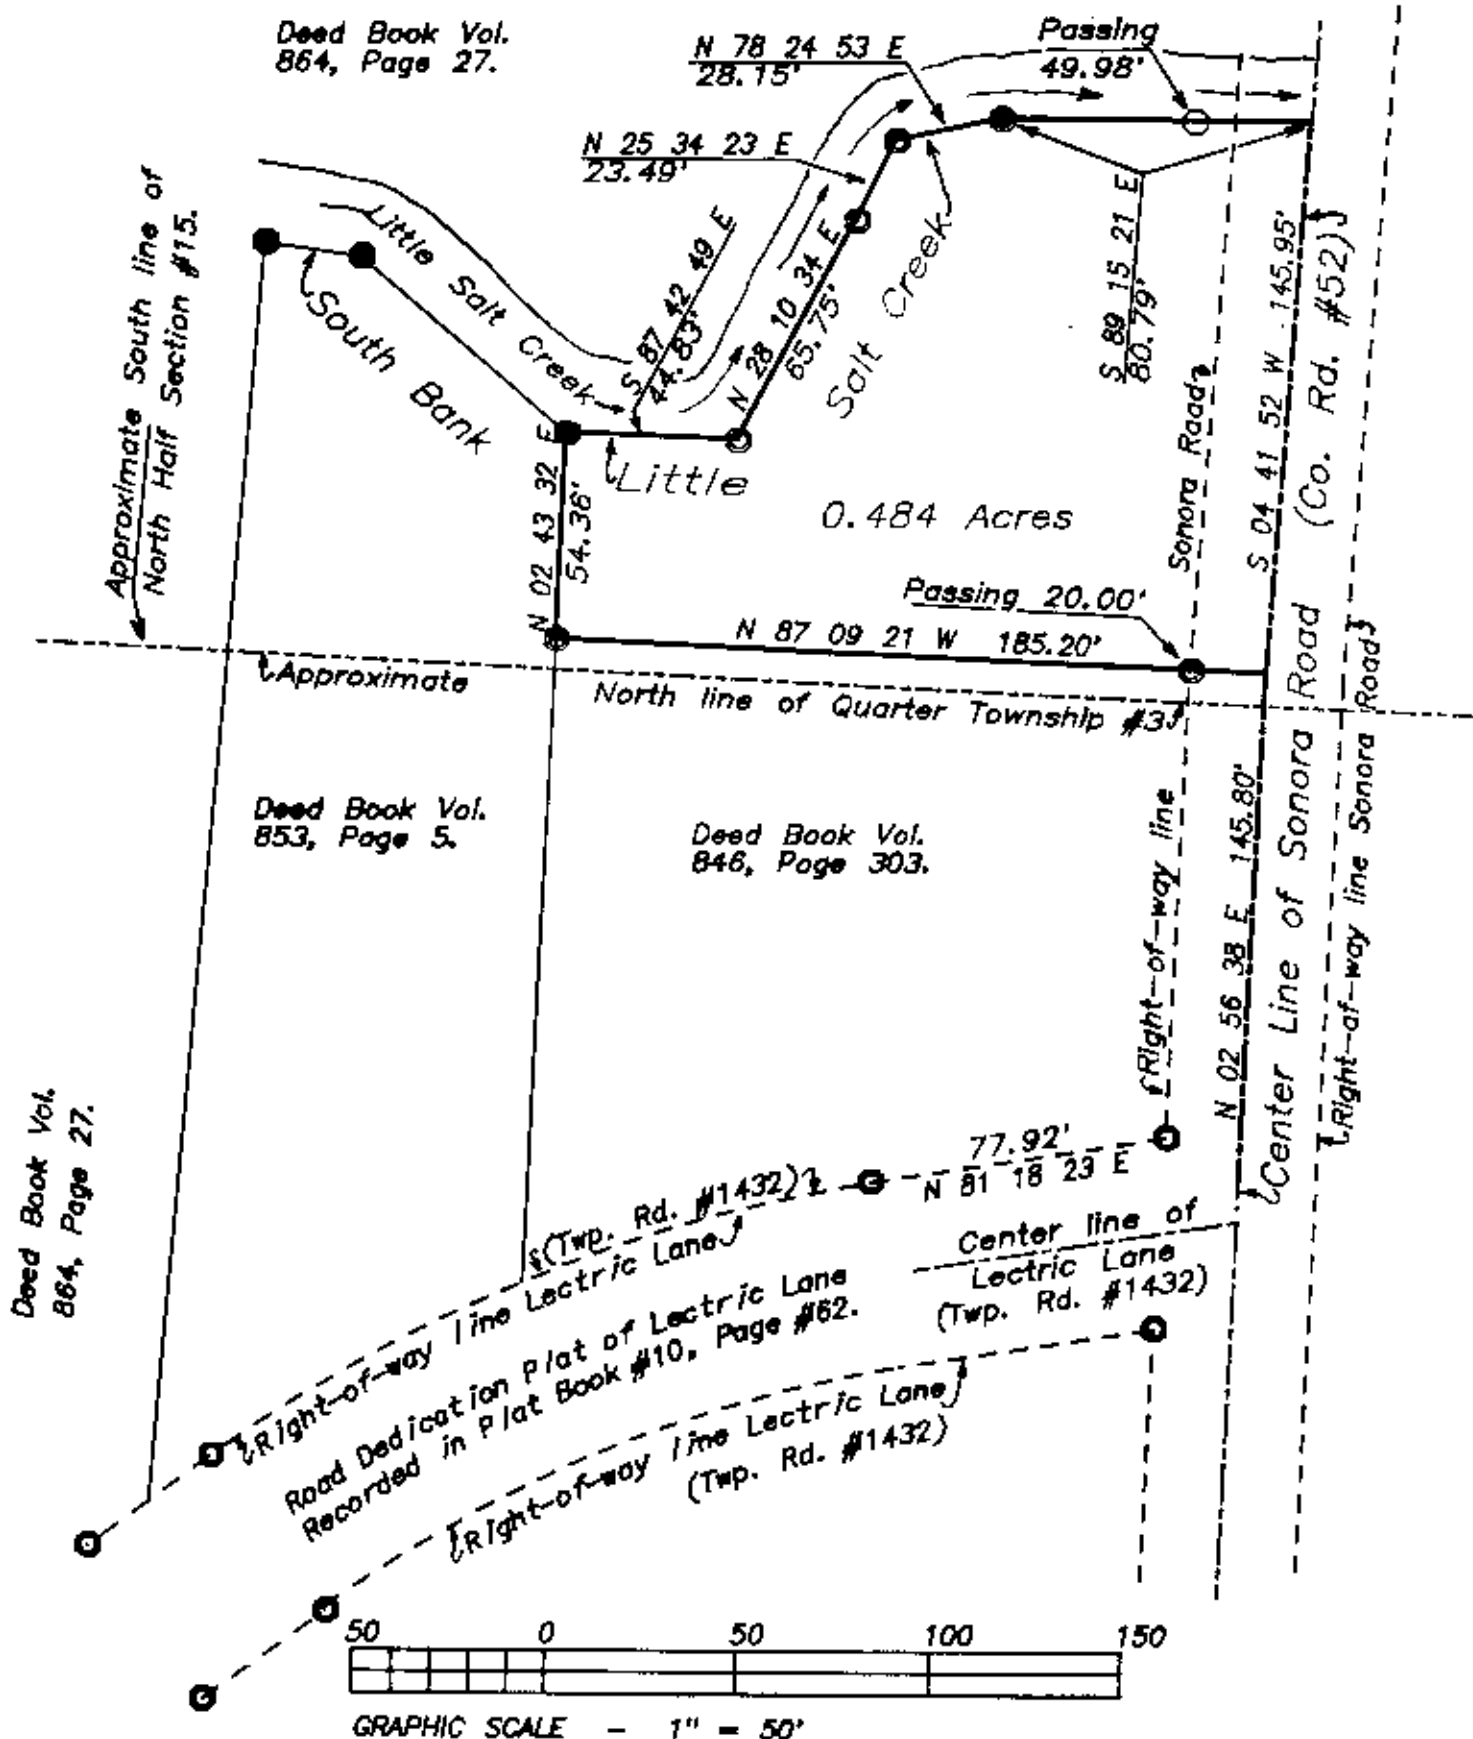 Deed Book Vol.
864, Page 27.
N 78 24 53 E
28.15'
Passing
49.98'
N 25 34 23 E
23.49'
Approximate South line of
North Half Section #15.
Little Salt Creek
South Bank
S 87 42 49 E
44.83'
N 28 10 34 E
65.75'
Salt Creek
S 89 15 21 E
80.79'
S 04 41 52 W 145.95'
(Co. Rd. #52)
Sonora Road
Little
0.484 Acres
N 02 43 32 E
54.36'
Passing 20.00'
N 87 09 21 W 185.20'
Approximate
North line of Quarter Township #3
Deed Book Vol.
853, Page 5.
Deed Book Vol.
846, Page 303.
Right-of-way line
N 02 56 38 E 145.80'
Center Line of Sonora Road
Right-of-way line Sonora Road
Deed Book Vol.
864, Page 27.
77.92'
N 81 18 23 E
(Twp. Rd. #1432)
Right-of-way line Lectric Lane
Center line of
Lectric Lane
(Twp. Rd. #1432)
Road Dedication Plat of Lectric Lane
Recorded in Plat Book #10, Page #62.
Right-of-way line Lectric Lane
(Twp. Rd. #1432)
50 0 50 100 150
GRAPHIC SCALE - 1" = 50'